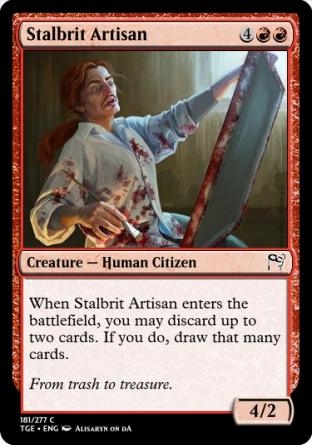 Stalbrit Artisan 4
Creature — Human Citizen
When Stalbrit Artisan enters the
battlefield, you may discard up to
two cards. If you do, draw that many
cards.
From trash to treasure.
4/2
181/277 C
TGE • ENG Alisaryn on dA